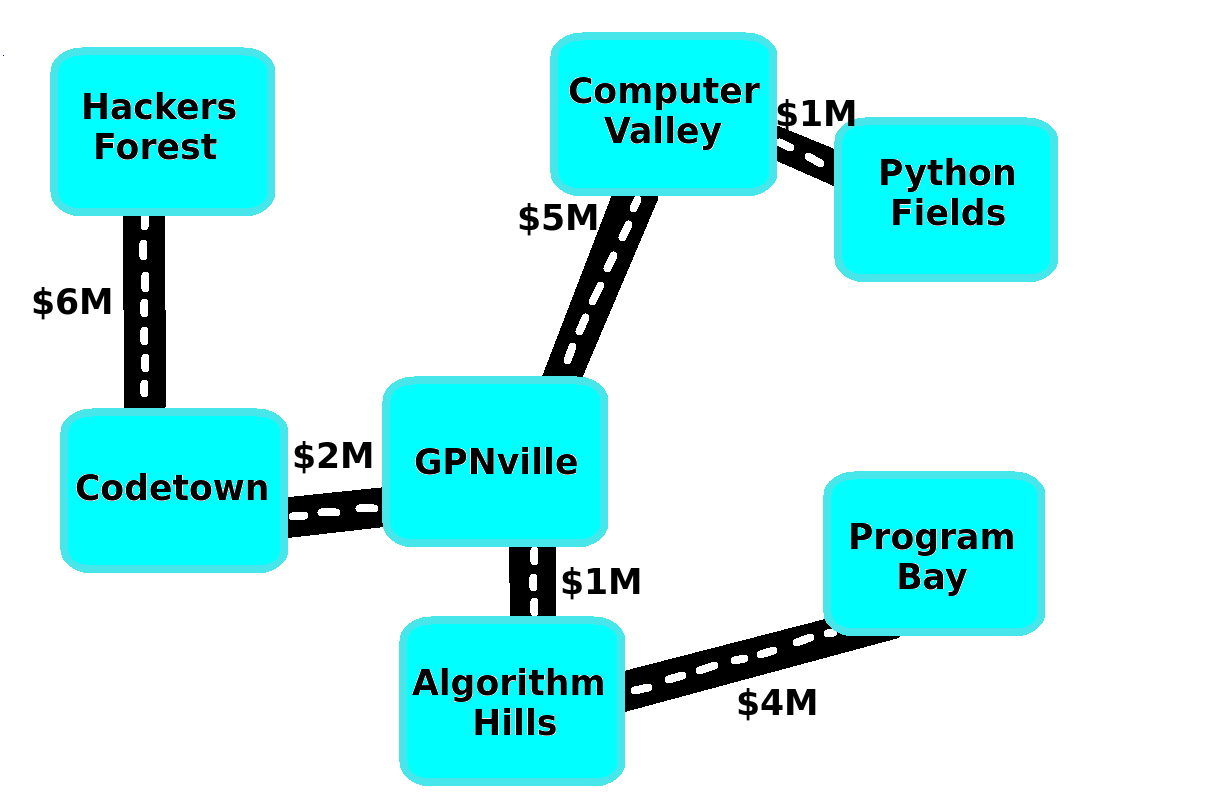 Hackers
Forest
Computer
Valley
$1M
Python
Fields
$5M
$6M
$2M
GPNville
Codetown
$1M
Program
Bay
Algorithm
Hills
$4M